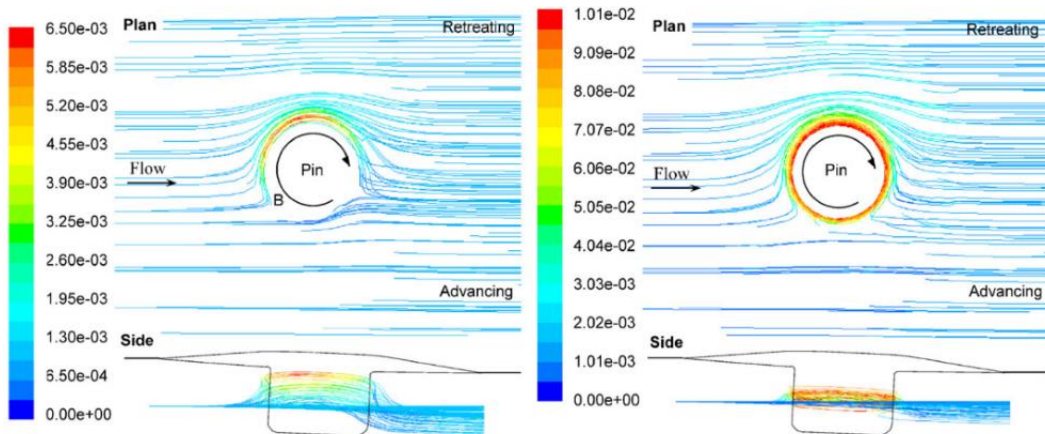 Plan
Retreating
6.50e-03
5.85e-03
5.20e-03
4.55e-03
3.90e-03
3.25e-03
2.60e-03
1.95e-03
1.30e-03
6.50e-04
0.00e+00
Flow
Pin
B
Advancing
Side
1.01e-02
9.09e-02
8.08e-02
7.07e-02
6.06e-02
5.05e-02
4.04e-02
3.03e-03
2.02e-03
1.01e-03
0.00e+00
Plan
Retreating
Flow
Pin
Advancing
Side